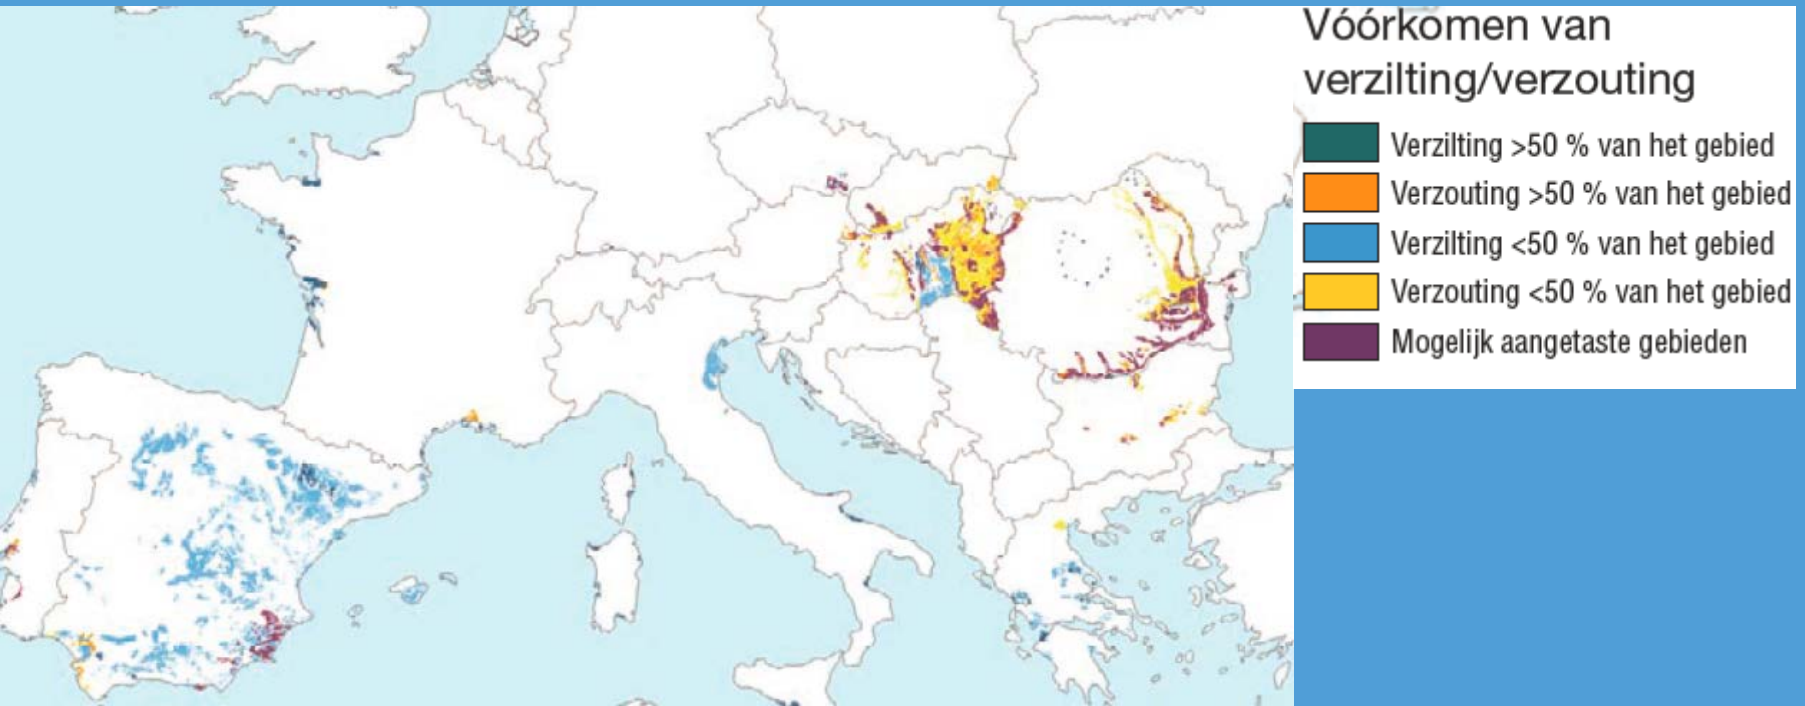 Vóórkomen van
verzilting/verzouting
Verzilting >50 % van het gebied
Verzouting >50 % van het gebied
Verzilting <50 % van het gebied
Verzouting <50 % van het gebied
Mogelijk aangetaste gebieden